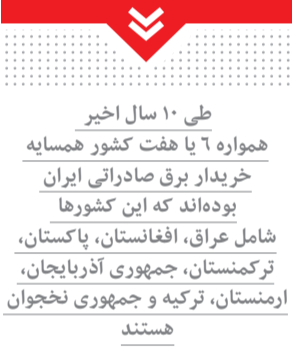 طی ۱۰ سال اخیر
همواره ٦ یا هفت کشور همسایه
خریدار برق صادراتی ایران
بوده‌اند که این کشورها
شامل عراق، افغانستان، پاکستان،
ترکمنستان، جمهوری آذربایجان،
ارمنستان، ترکیه و جمهوری نخجوان
هستند